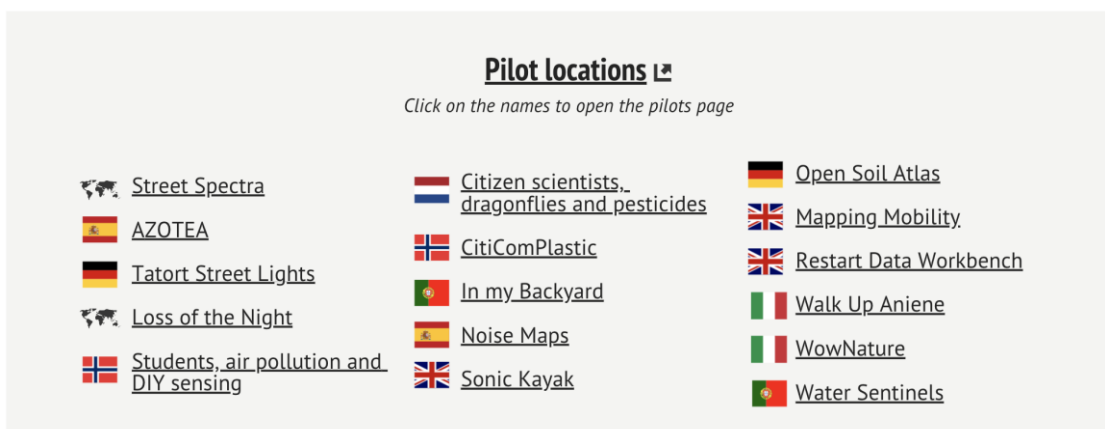 Pilot locations
Click on the names to open the pilots page
Street Spectra
AZOTEA
Tatort Street Lights
Loss of the Night
Students, air pollution and
DIY sensing
Citizen scientists,
dragonflies and pesticides
CitiComPlastic
In my Backyard
Noise Maps
Sonic Kayak
Open Soil Atlas
Mapping Mobility
Restart Data Workbench
Walk Up Aniene
WowNature
Water Sentinels